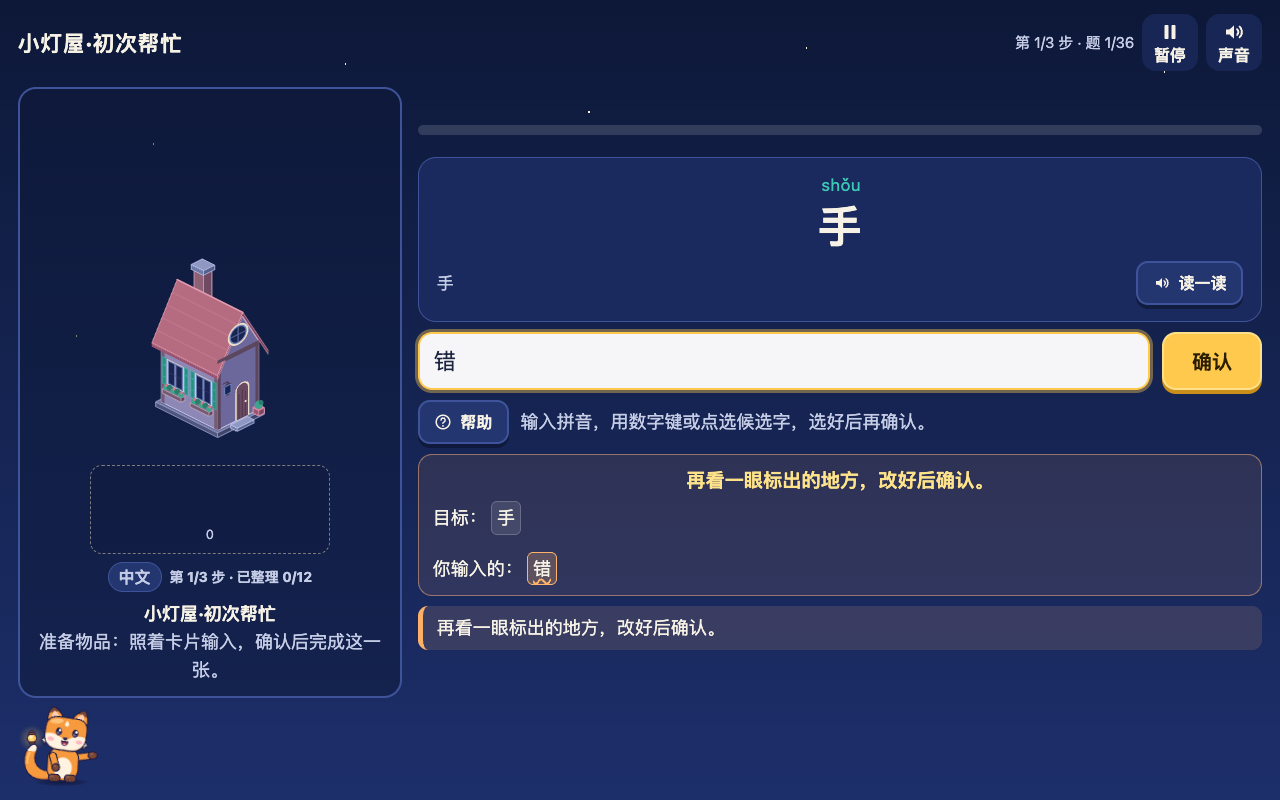 小灯屋·初次帮忙
第 1/3 步 · 题 1/36
暂停
声音
shǒu
手
手
读一读
错
确认
帮助
输入拼音，用数字键或点选候选字，选好后再确认。
再看一眼标出的地方，改好后确认。
目标： 手
你输入的： 错
再看一眼标出的地方，改好后确认。
0
中文 第 1/3 步 · 已整理 0/12
小灯屋·初次帮忙
准备物品：照着卡片输入，确认后完成这一
张。